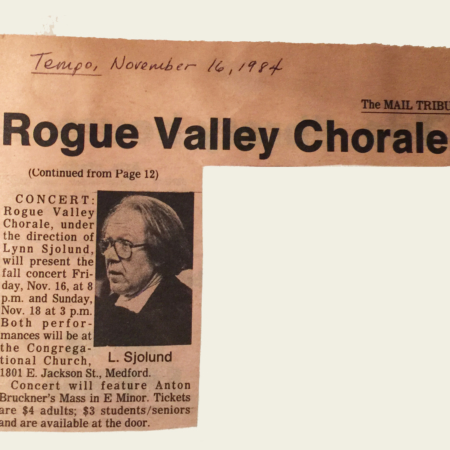 Tempo, November 16, 1984
The MAIL TRIBU
Rogue Valley Chorale
(Continued from Page 12)
CONCERT:
Rogue Valley
Chorale, under
the direction of
Lynn Sjolund,
will present the
fall concert Fri-
day, Nov. 16, at 8
p.m. and Sunday,
Nov. 18 at 3 p.m.
Both perfor-
mances will be at
the Congrega-
tional Church,
1801 E. Jackson St., Medford.
L. Sjolund
Concert will feature Anton
Bruckner's Mass in E Minor. Tickets
are $4 adults; $3 students/seniors
and are available at the door.